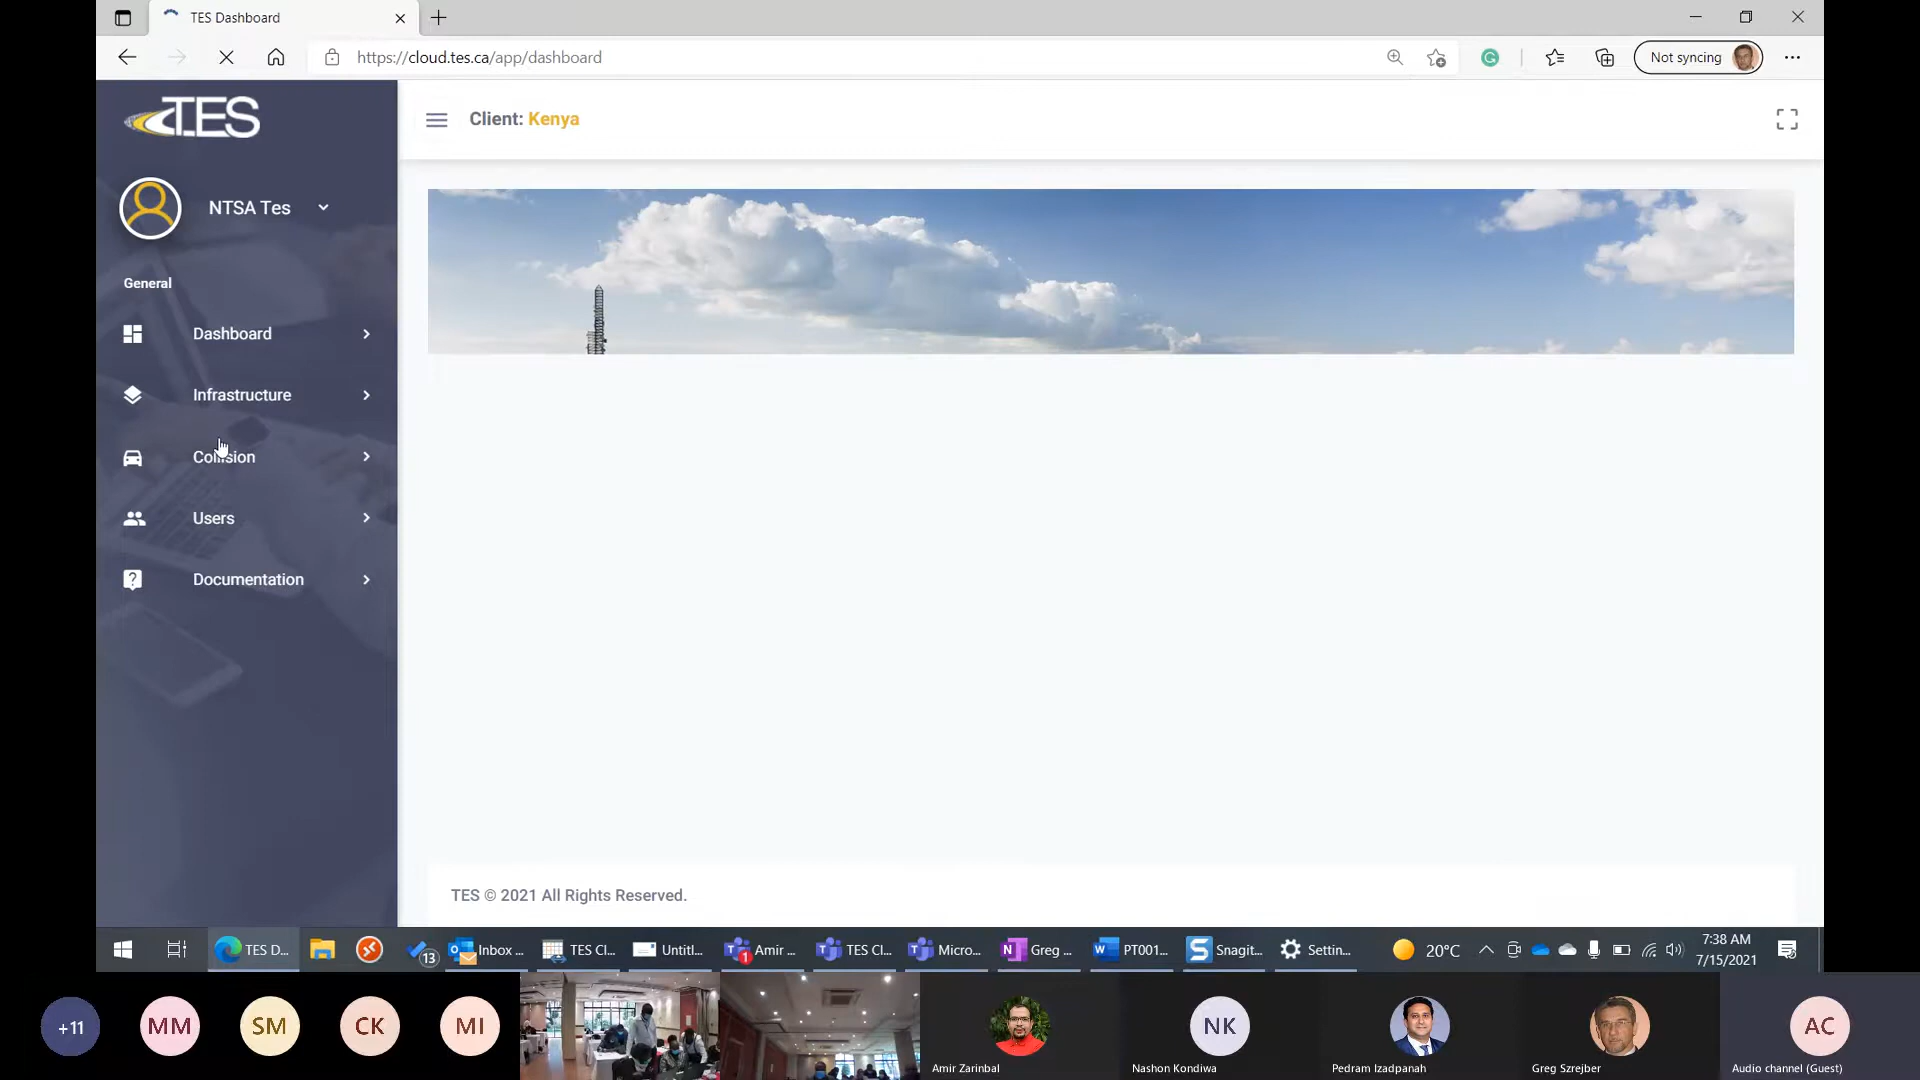 TES Dashboard
https://cloud.tes.ca/app/dashboard
Not syncing
TES
Client: Kenya
NTSA Tes
General
Dashboard
Infrastructure
Collision
Users
Documentation
TES © 2021 All Rights Reserved.
TES D...
13
Inbox ...
TES Cl...
Untitl...
1
Amir ...
TES Cl...
Micro...
Greg ...
PT001...
Snagit...
Settin...
20°C
7:38 AM
7/15/2021
+11
MM
SM
CK
MI
Amir Zarinbal
NK
Nashon Kondiwa
Pedram Izadpanah
Greg Szrejber
AC
Audio channel (Guest)